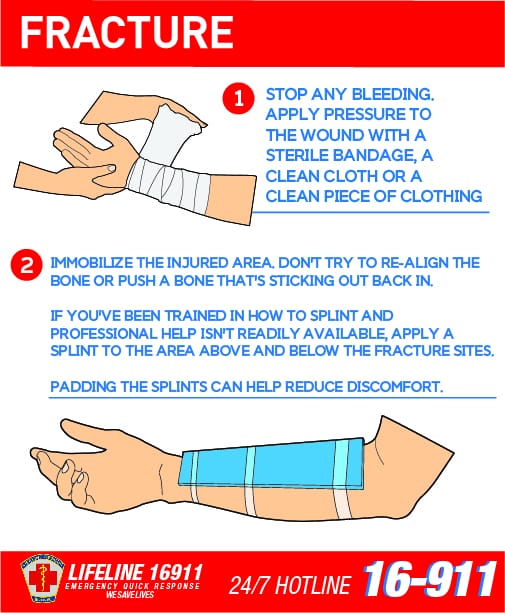 FRACTURE
1
STOP ANY BLEEDING.
APPLY PRESSURE TO
THE WOUND WITH A
STERILE BANDAGE, A
CLEAN CLOTH OR A
CLEAN PIECE OF CLOTHING
2
IMMOBILIZE THE INJURED AREA. DON'T TRY TO RE-ALIGN THE
BONE OR PUSH A BONE THAT'S STICKING OUT BACK IN.
IF YOU'VE BEEN TRAINED IN HOW TO SPLINT AND
PROFESSIONAL HELP ISN'T READILY AVAILABLE, APPLY A
SPLINT TO THE AREA ABOVE AND BELOW THE FRACTURE SITES.
PADDING THE SPLINTS CAN HELP REDUCE DISCOMFORT.
LIFELINE 16911
EMERGENCY QUICK RESPONSE
WE SAVE LIVES
24/7 HOTLINE 16-911